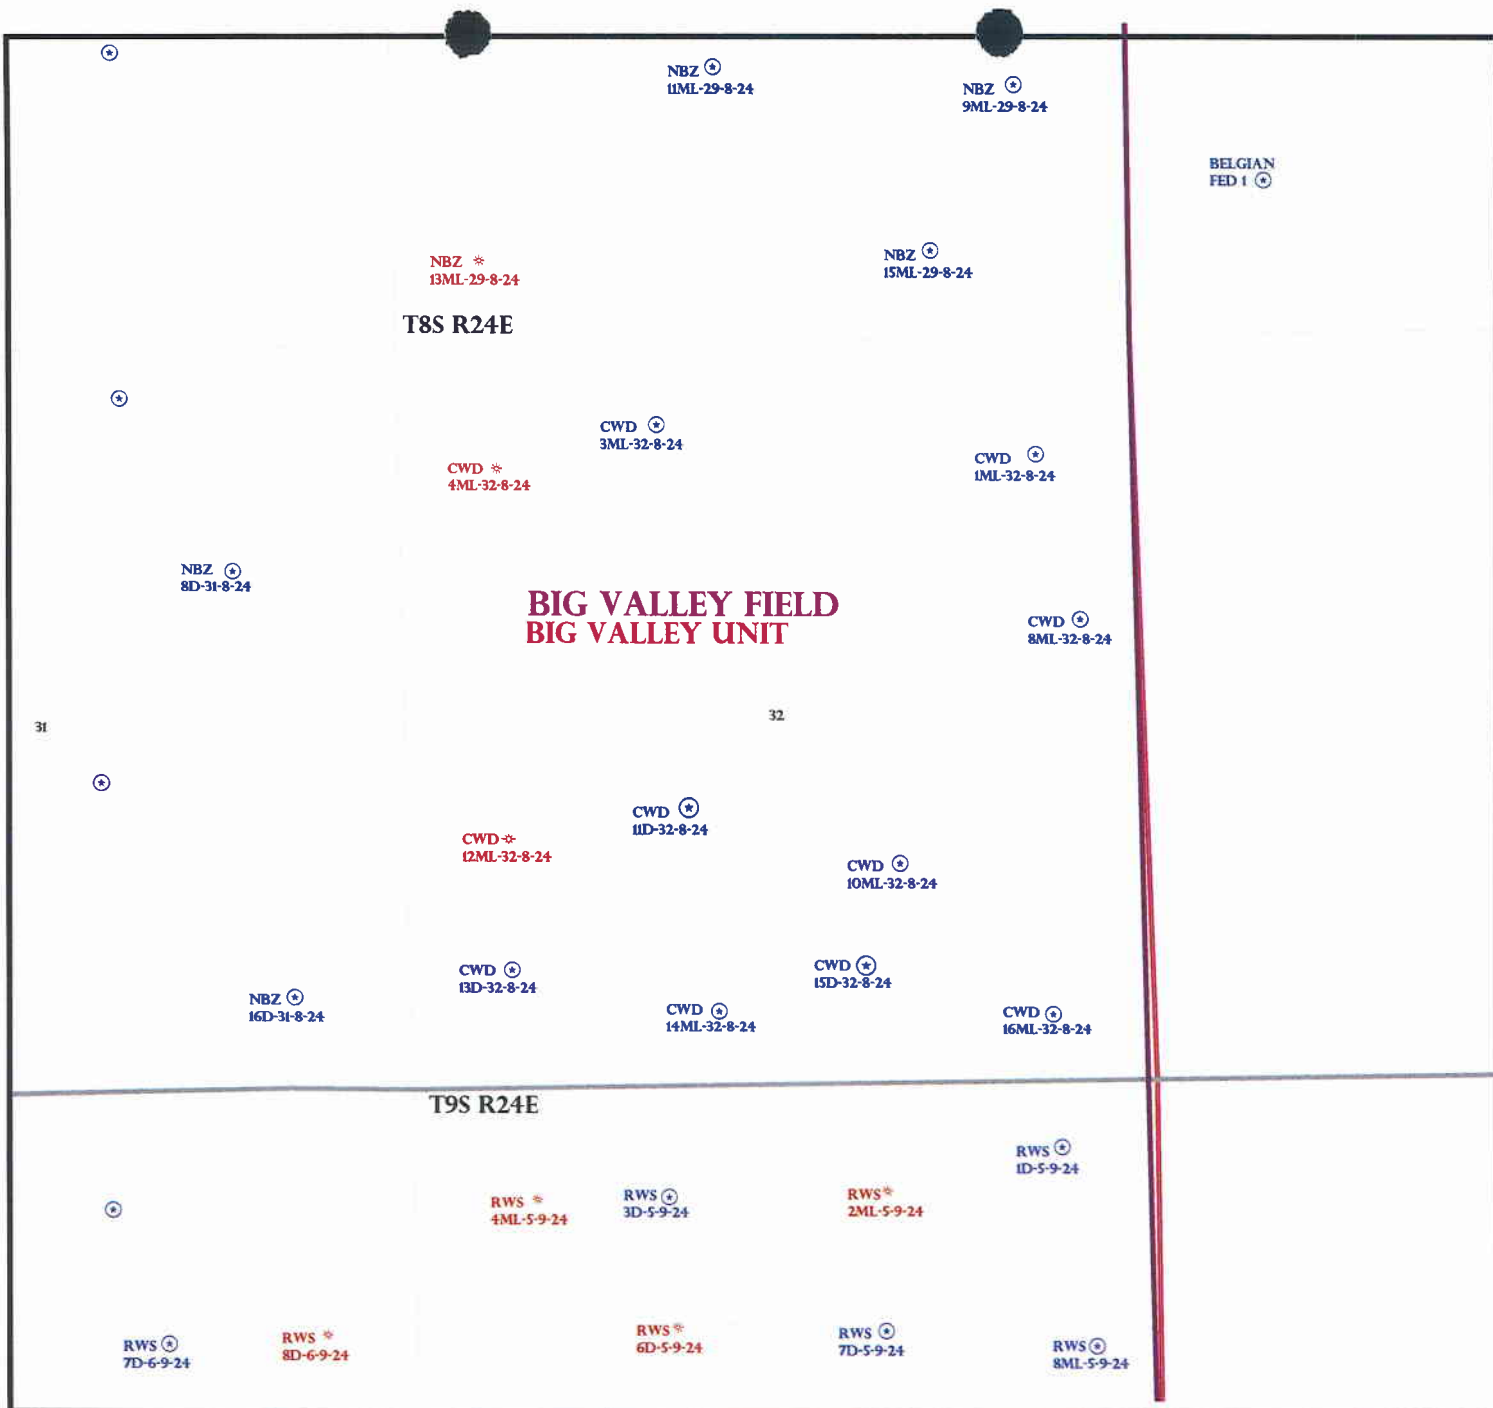 NBZ
11ML-29-8-24
NBZ
9ML-29-8-24
BELGIAN
FED 1
NBZ
13ML-29-8-24
NBZ
15ML-29-8-24
T8S R24E
CWD
3ML-32-8-24
CWD
4ML-32-8-24
CWD
1ML-32-8-24
NBZ
8D-31-8-24
BIG VALLEY FIELD
BIG VALLEY UNIT
CWD
8ML-32-8-24
31
32
CWD
11D-32-8-24
CWD
12ML-32-8-24
CWD
10ML-32-8-24
CWD
13D-32-8-24
CWD
15D-32-8-24
NBZ
16D-31-8-24
CWD
14ML-32-8-24
CWD
16ML-32-8-24
T9S R24E
RWS
1D-5-9-24
RWS
4ML-5-9-24
RWS
3D-5-9-24
RWS
2ML-5-9-24
RWS
7D-6-9-24
RWS
8D-6-9-24
RWS
6D-5-9-24
RWS
7D-5-9-24
RWS
8ML-5-9-24